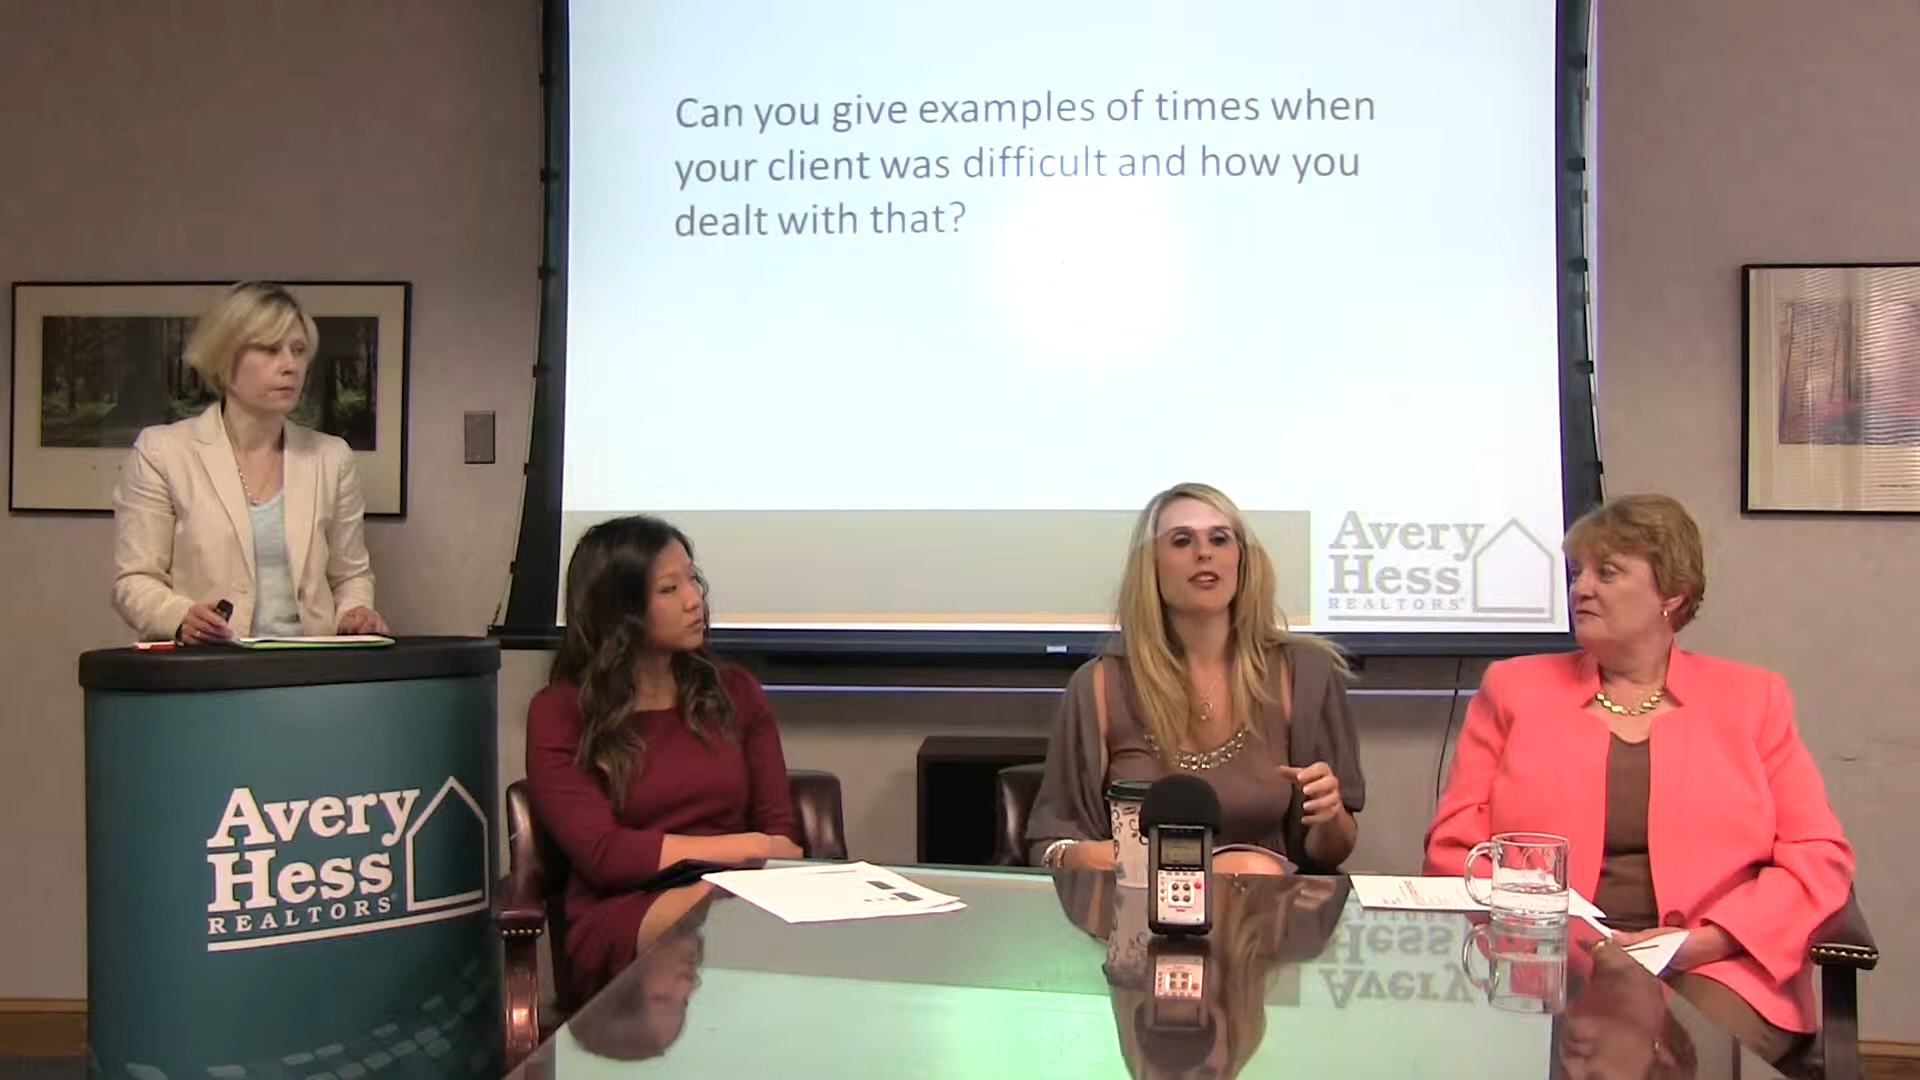 Can you give examples of times when
your client was difficult and how you
dealt with that?
Avery
Hess
REALTORS®
Avery
Hess
REALTORS®